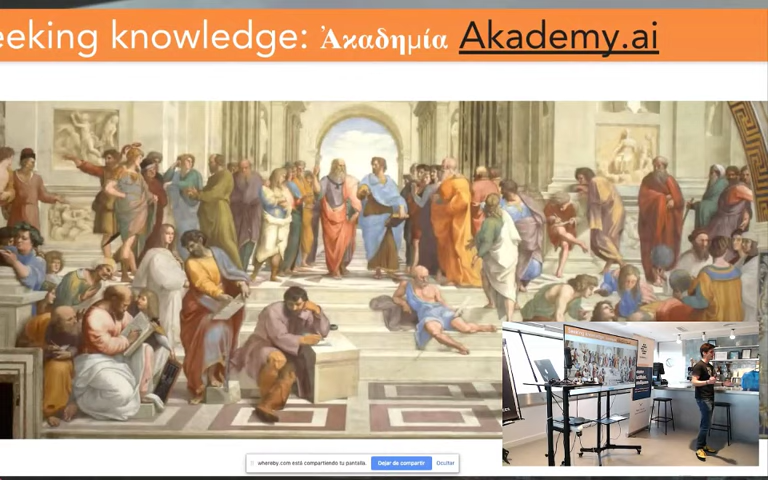 eeking knowledge: Ἀκαδημία Akademy.ai
whereby.com está compartiendo tu pantalla. Dejar de compartir Ocultar